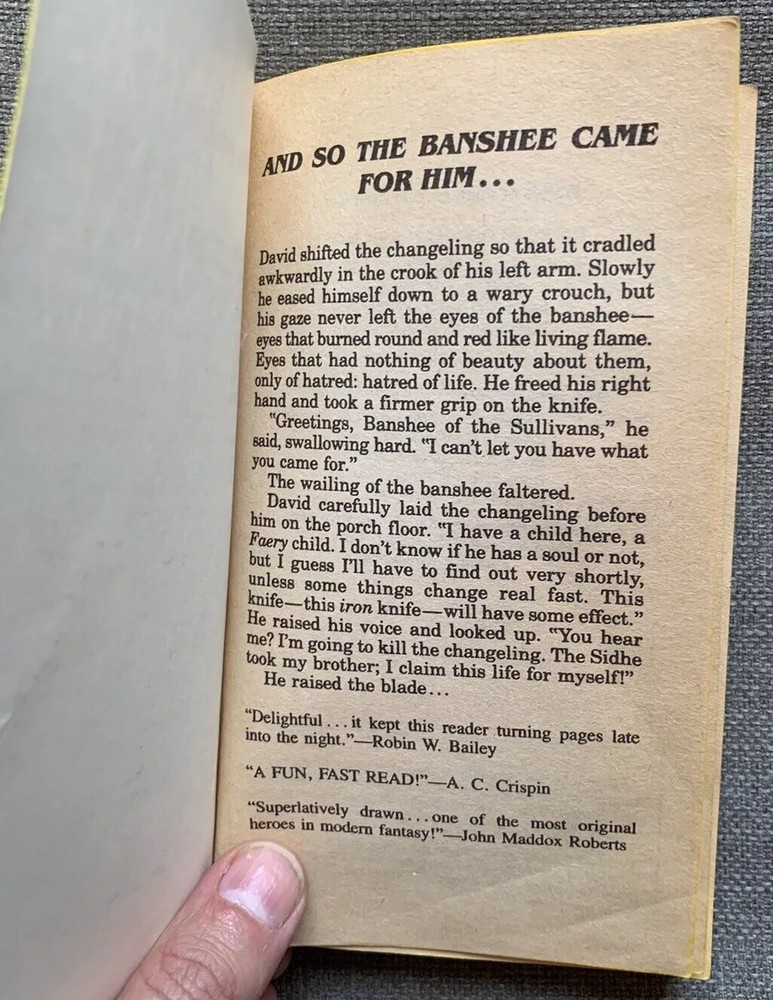 AND SO THE BANSHEE CAME
FOR HIM...
David shifted the changeling so that it cradled
awkwardly in the crook of his left arm. Slowly
he eased himself down to a wary crouch, but
his gaze never left the eyes of the banshee—
eyes that burned round and red like living flame.
Eyes that had nothing of beauty about them,
only of hatred: hatred of life. He freed his right
hand and took a firmer grip on the knife.
"Greetings, Banshee of the Sullivans," he
said, swallowing hard. "I can't let you have what
you came for."
The wailing of the banshee faltered.
David carefully laid the changeling before
him on the porch floor. "I have a child here, a
Faery child. I don't know if he has a soul or not,
but I guess I'll have to find out very shortly,
unless some things change real fast. This
knife—this iron knife—will have some effect."
He raised his voice and looked up. "You hear
me? I'm going to kill the changeling. The Sidhe
took my brother; I claim this life for myself!"
He raised the blade...
"Delightful...it kept this reader turning pages late
into the night."—Robin W. Bailey
"A FUN, FAST READ!"—A. C. Crispin
"Superlatively drawn...one of the most original
heroes in modern fantasy!"—John Maddox Roberts